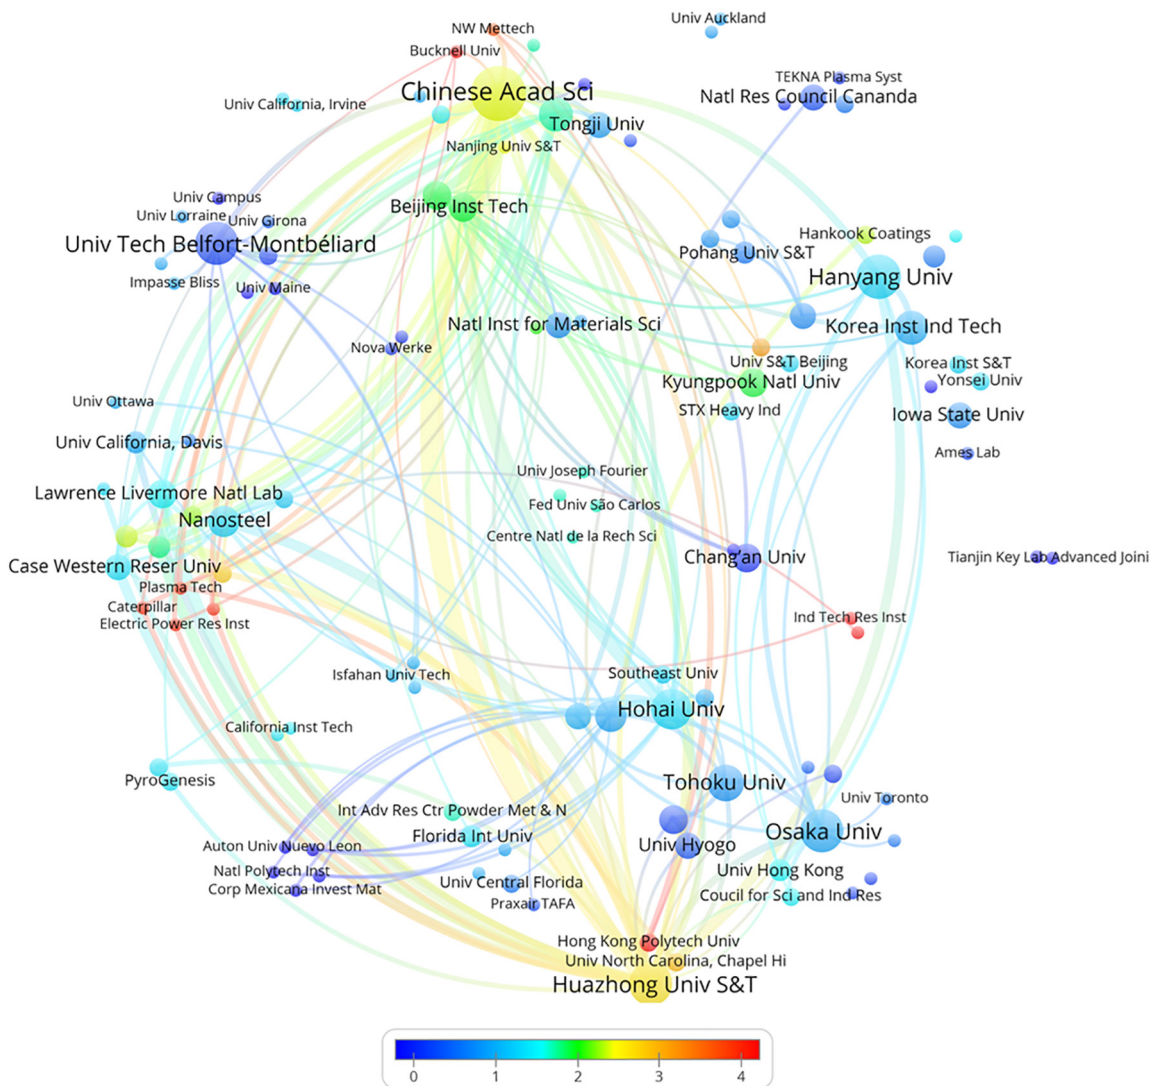 Univ Auckland
NW Mettech
Bucknell Univ
TEKNA Plasma Syst
Chinese Acad Sci
Natl Res Council Cananda
Univ California, Irvine
Tongji Univ
Nanjing Univ S&T
Univ Campus
Beijing Inst Tech
Univ Lorraine
Univ Girona
Hankook Coatings
Univ Tech Belfort-Montbéliard
Pohang Univ S&T
Hanyang Univ
Impasse Bliss
Univ Maine
Natl Inst for Materials Sci
Korea Inst Ind Tech
Nova Werke
Univ S&T Beijing
Korea Inst S&T
Kyungpook Natl Univ
Yonsei Univ
Univ Ottawa
STX Heavy Ind
Iowa State Univ
Univ California, Davis
Ames Lab
Univ Joseph Fourier
Lawrence Livermore Natl Lab
Fed Univ São Carlos
Nanosteel
Centre Natl de la Rech Sci
Chang'an Univ
Tianjin Key Lab Advanced Joini
Case Western Reser Univ
Plasma Tech
Caterpillar
Ind Tech Res Inst
Electric Power Res Inst
Southeast Univ
Isfahan Univ Tech
Hohai Univ
California Inst Tech
PyroGenesis
Tohoku Univ
Univ Toronto
Int Adv Res Ctr Powder Met & N
Osaka Univ
Florida Int Univ
Auton Univ Nuevo Leon
Univ Hyogo
Natl Polytech Inst
Univ Hong Kong
Univ Central Florida
Corp Mexicana Invest Mat
Coucil for Sci and Ind Res
Praxair TAFA
Hong Kong Polytech Univ
Univ North Carolina, Chapel Hi
Huazhong Univ S&T
0 1 2 3 4